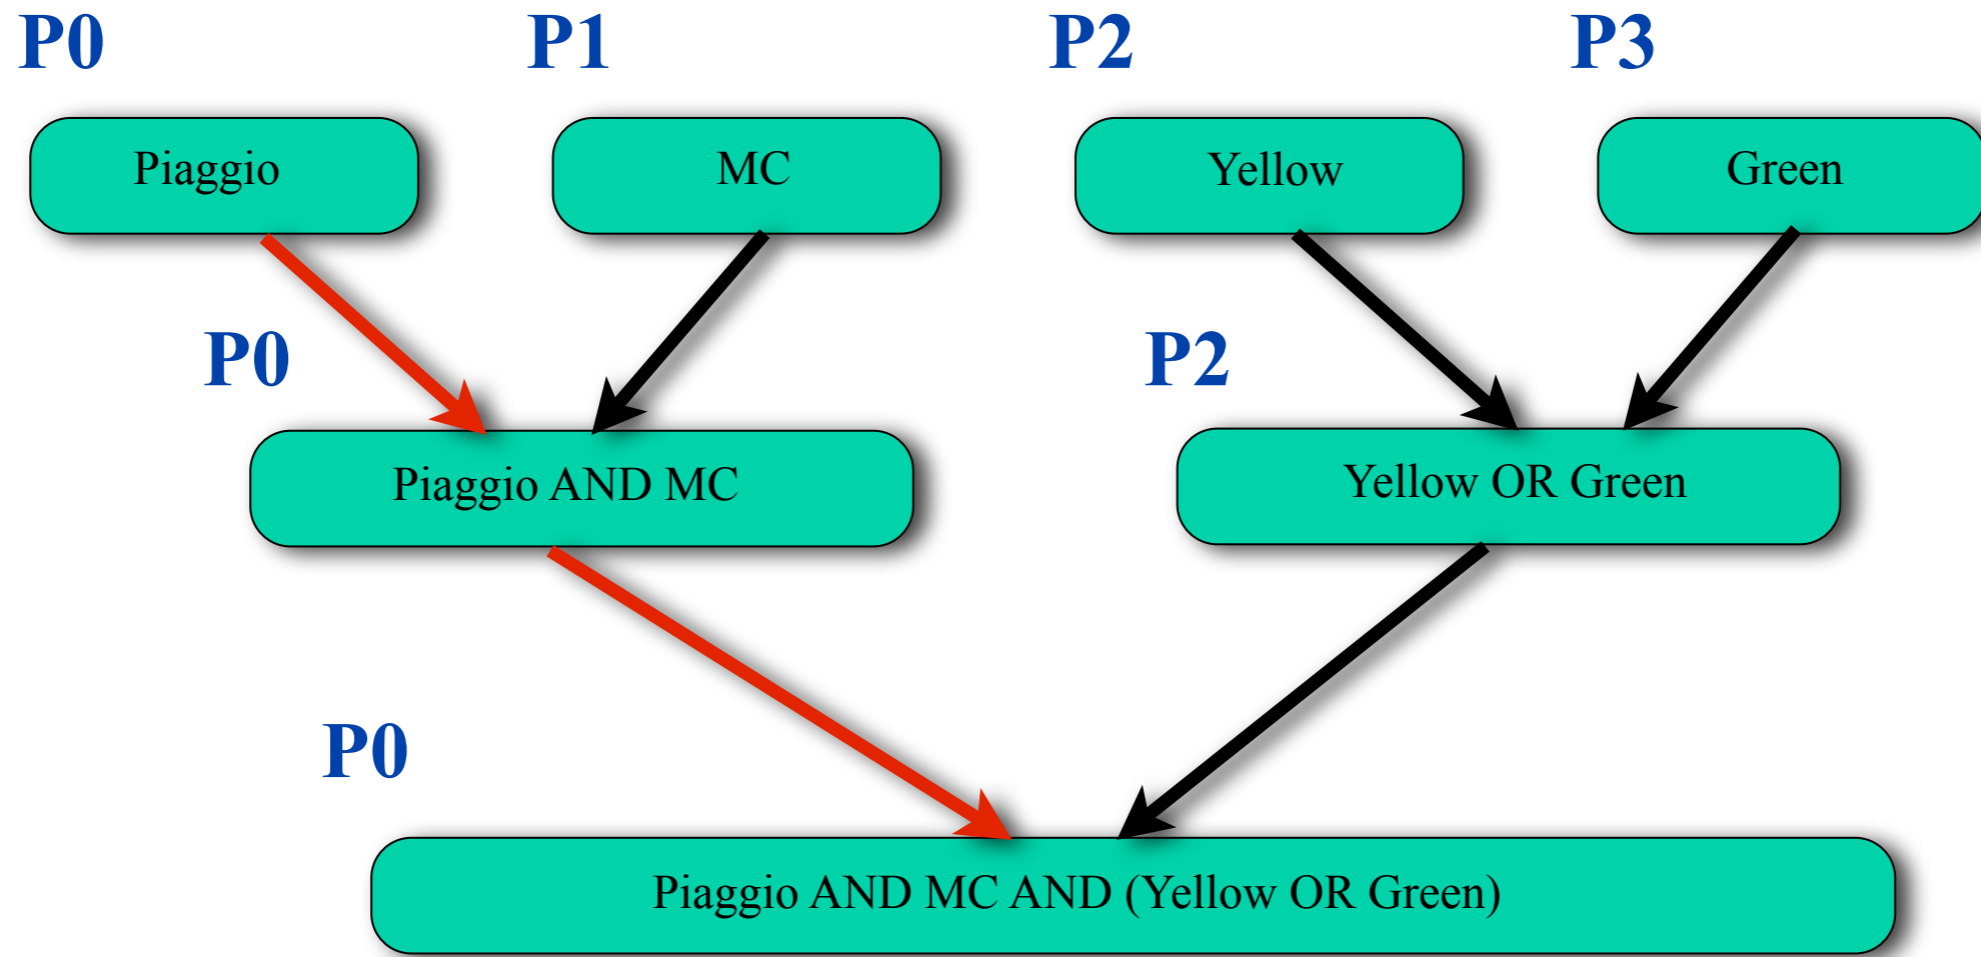 P0 P1 P2 P3
Piaggio MC Yellow Green
P0 P2
Piaggio AND MC Yellow OR Green
P0
Piaggio AND MC AND (Yellow OR Green)